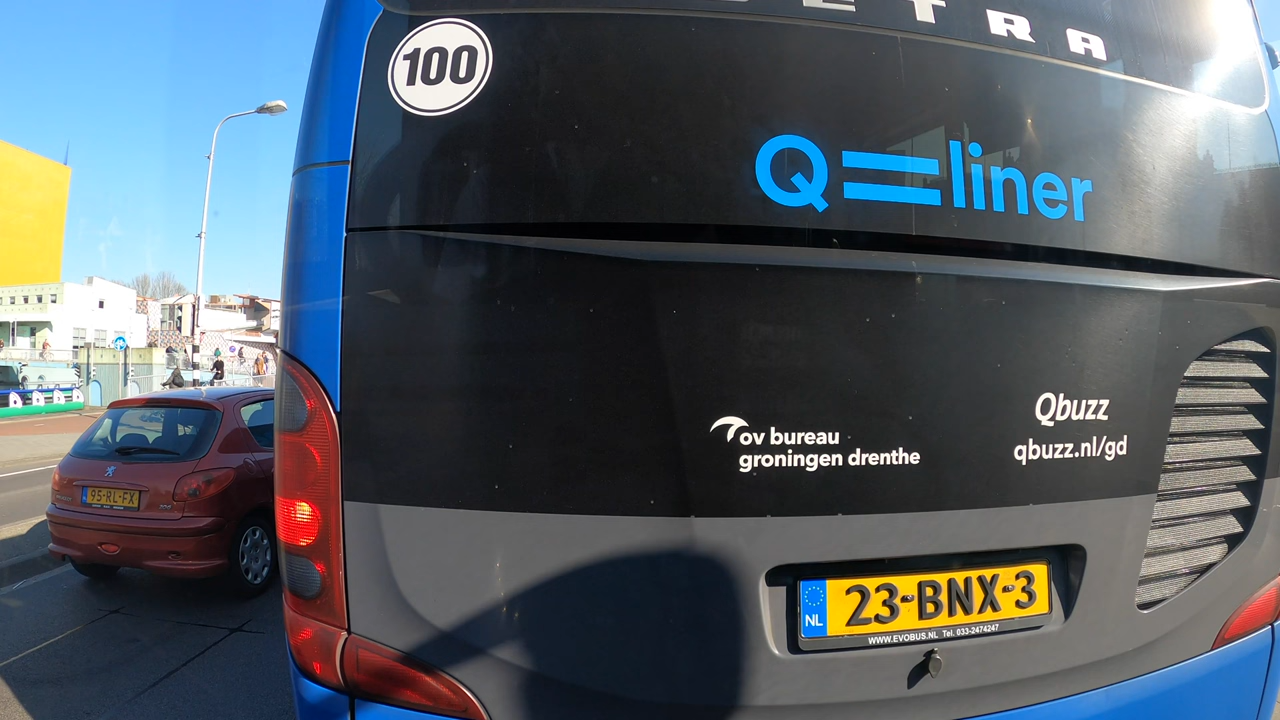 ETRA
100
Q=liner
Qbuzz
qbuzz.nl/gd
ov bureau
groningen drenthe
95-RL-FX
NL
23-BNX-3
WWW.EVOBUS.NL Tel. 033-2474247